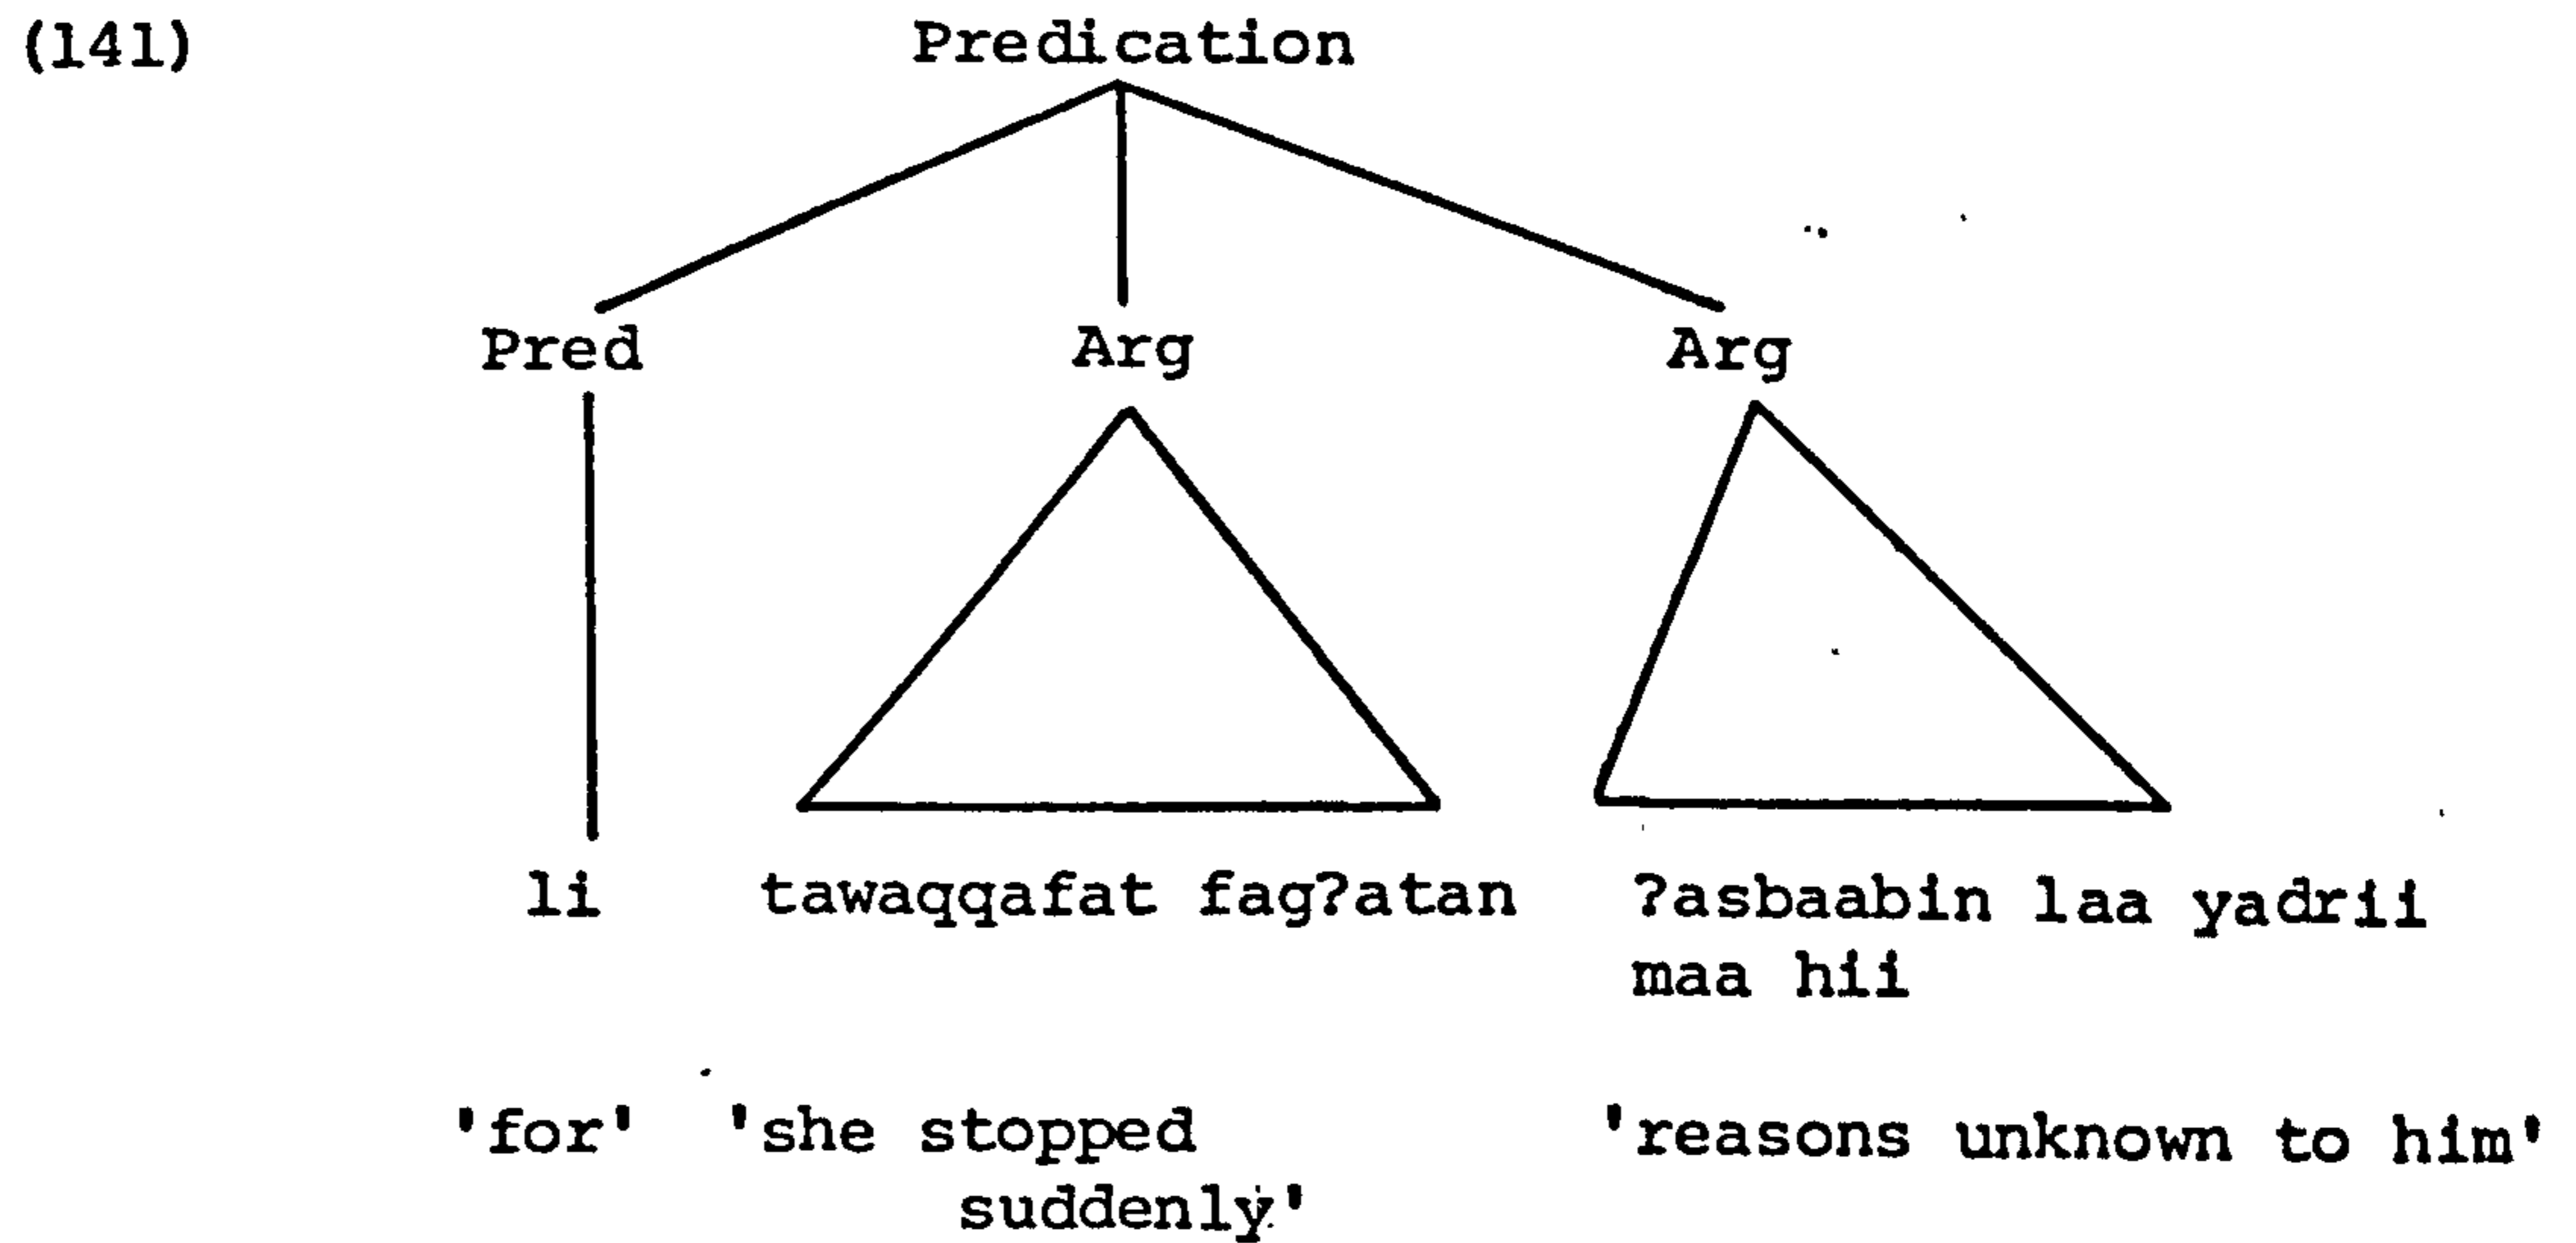 (141) Predication
Pred Arg Arg
li tawaqqafat fag?atan ?asbaabin laa yadrii
maa hii
'for' 'she stopped 'reasons unknown to him'
suddenly'